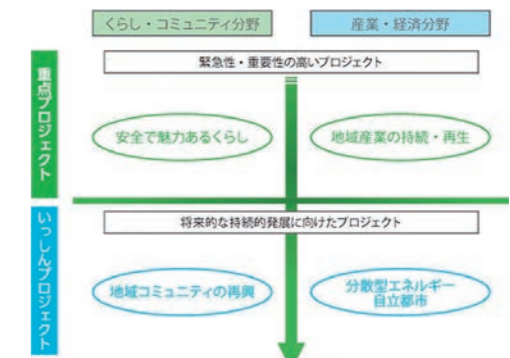 くらし・コミュニティ分野
産業・経済分野
重点プロジェクト
緊急性・重要性の高いプロジェクト
安全で魅力あるくらし
地域産業の持続・再生
いっしんプロジェクト
将来的な持続的発展に向けたプロジェクト
地域コミュニティの再興
分散型エネルギー
自立都市